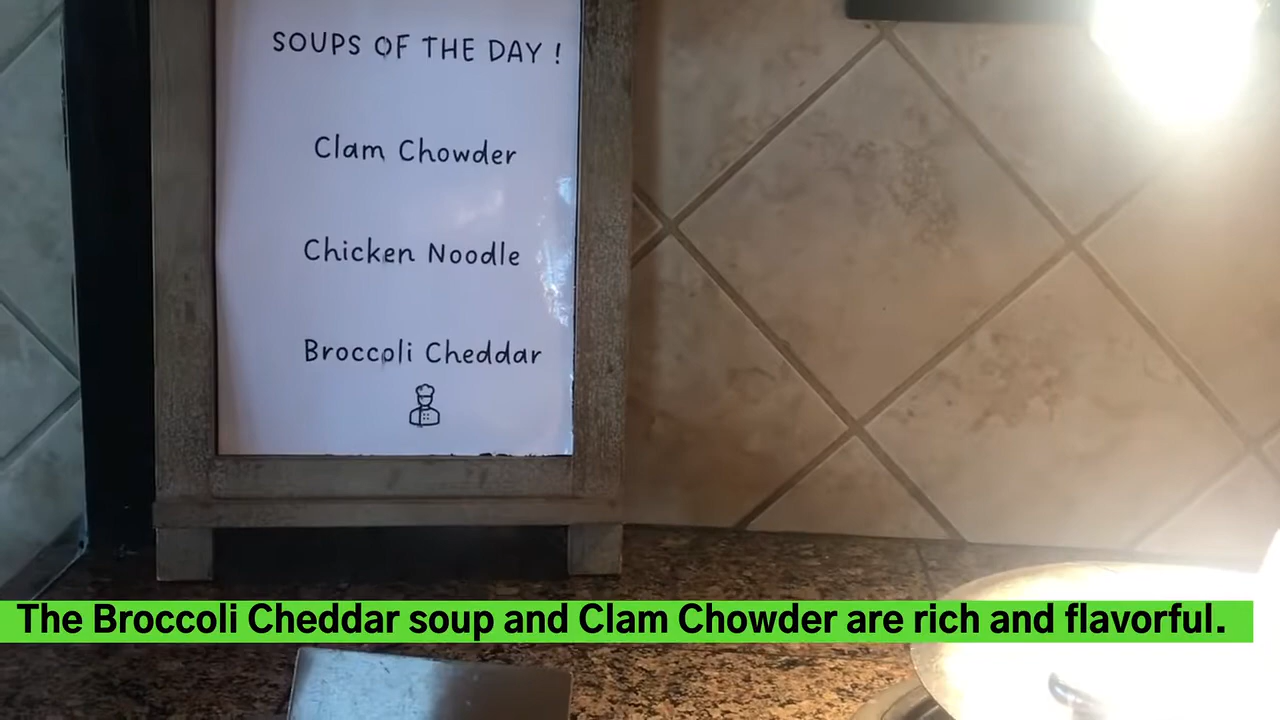 SOUPS OF THE DAY !
Clam Chowder
Chicken Noodle
Broccoli Cheddar
The Broccoli Cheddar soup and Clam Chowder are rich and flavorful.